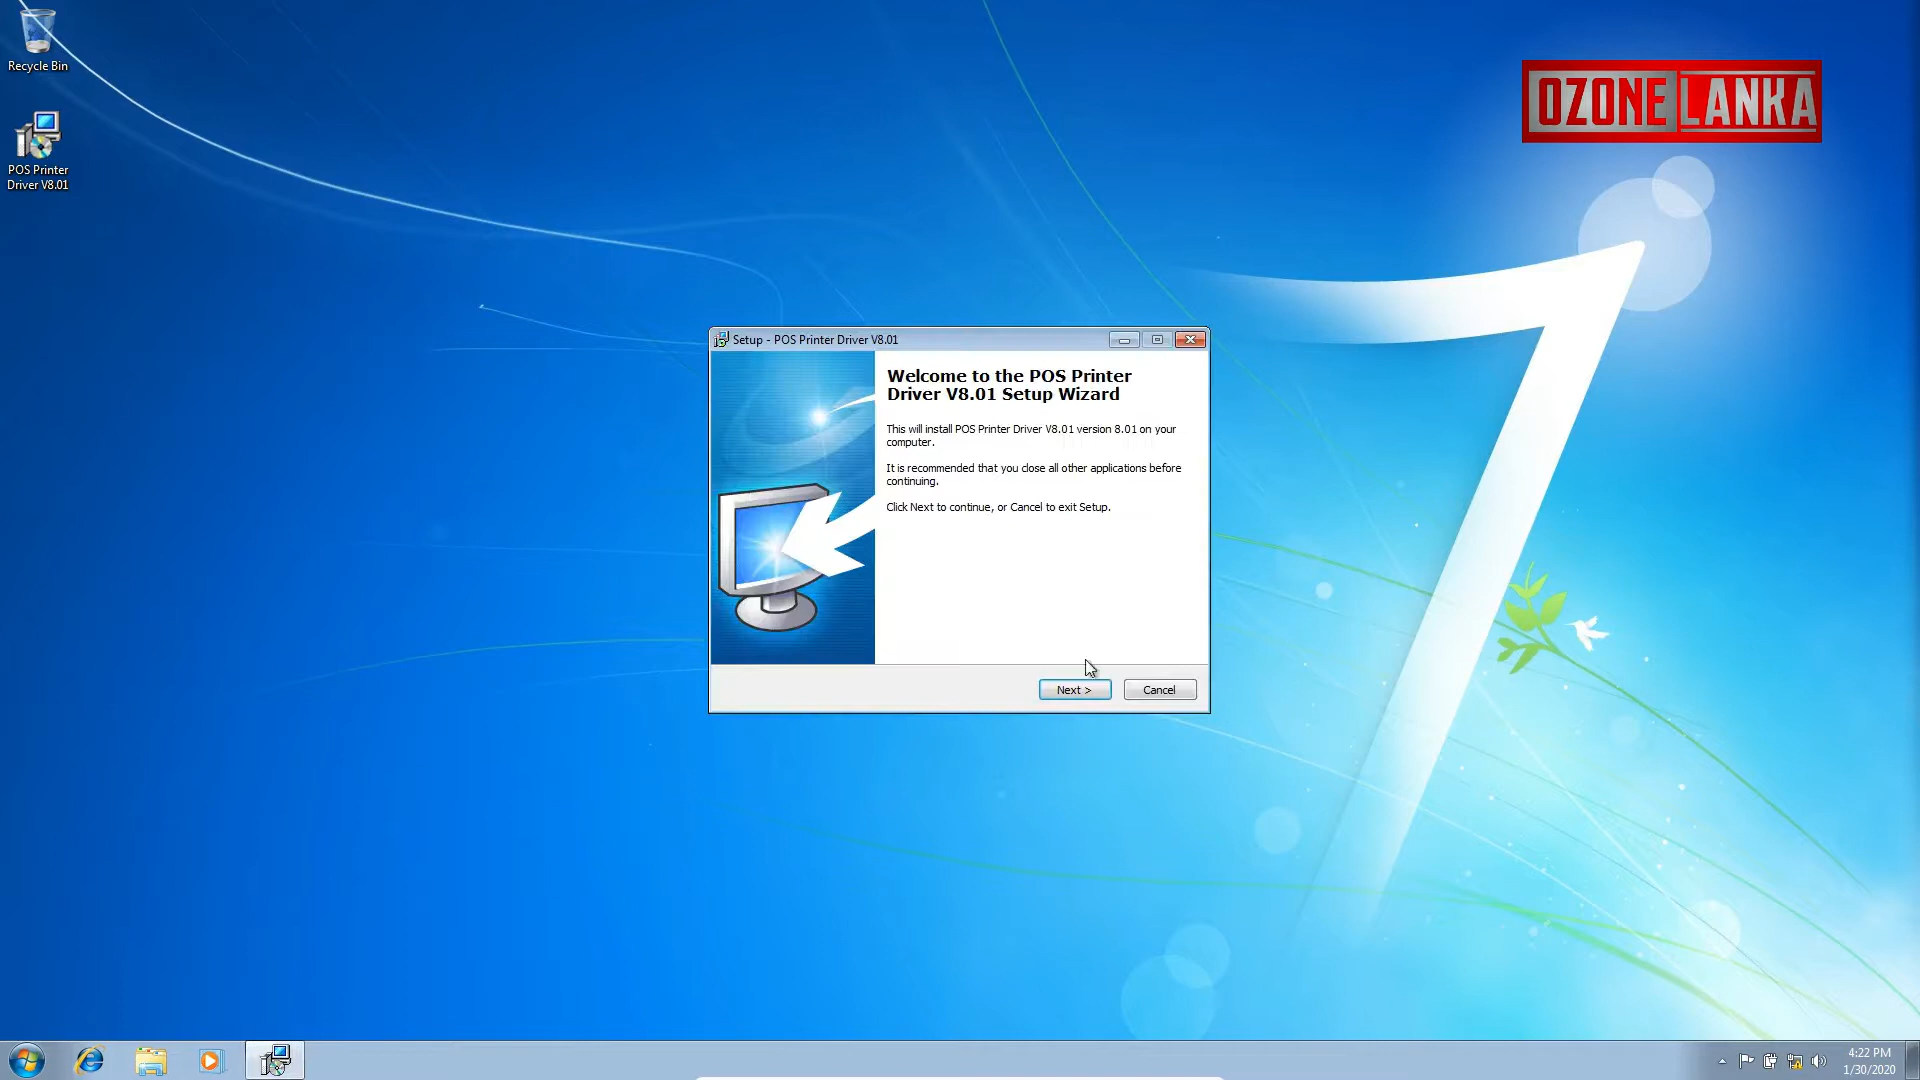 Recycle Bin
POS Printer
Driver V8.01
OZONE LANKA
Setup - POS Printer Driver V8.01
Welcome to the POS Printer
Driver V8.01 Setup Wizard
This will install POS Printer Driver V8.01 version 8.01 on your
computer.
It is recommended that you close all other applications before
continuing.
Click Next to continue, or Cancel to exit Setup.
Next >
Cancel
4:22 PM
1/30/2020